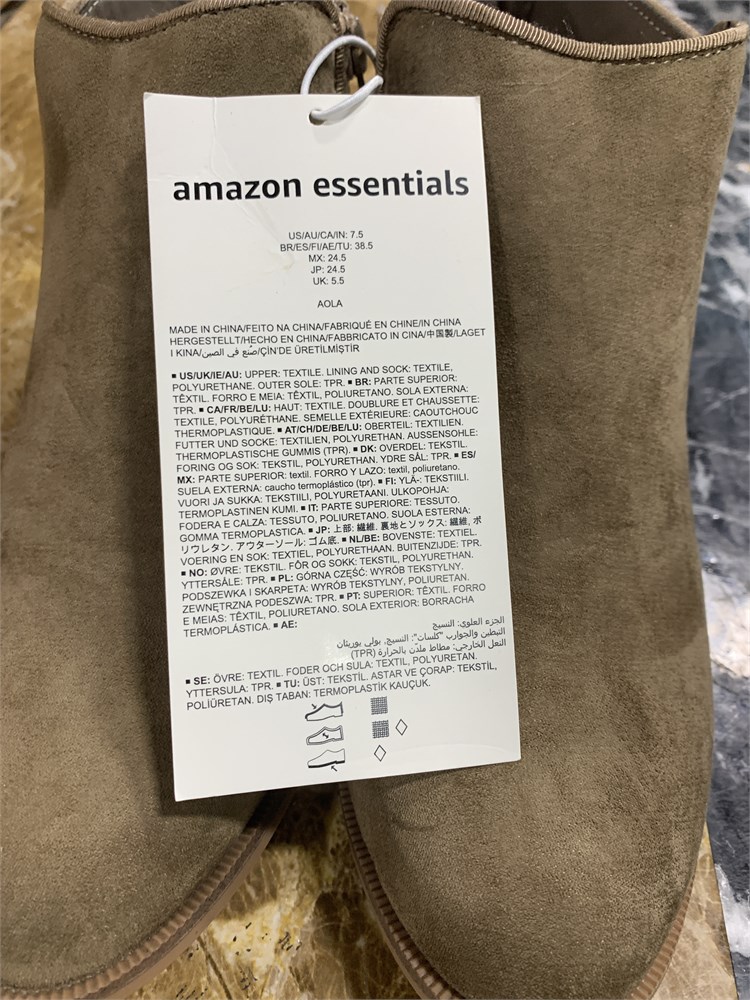 amazon essentials
US/AU/CA/IN: 7.5
BR/ES/FI/AE/TU: 38.5
MX: 24.5
JP: 24.5
UK: 5.5
AOLA
MADE IN CHINA/FEITO NA CHINA/FABRIQUÉ EN CHINE/IN CHINA
HERGESTELLT/HECHO EN CHINA/FABBRICATO IN CINA/中国製/LAGET
I KINA/صُنع في الصين/ÇİN'DE ÜRETİLMİŞTİR
▪ US/UK/IE/AU: UPPER: TEXTILE. LINING AND SOCK: TEXTILE,
POLYURETHANE. OUTER SOLE: TPR. ▪ BR: PARTE SUPERIOR:
TÊXTIL. FORRO E MEIA: TÊXTIL, POLIURETANO. SOLA EXTERNA:
TPR. ▪ CA/FR/BE/LU: HAUT: TEXTILE. DOUBLURE ET CHAUSSETTE:
TEXTILE, POLYURÉTHANE. SEMELLE EXTÉRIEURE: CAOUTCHOUC
THERMOPLASTIQUE. ▪ AT/CH/DE/BE/LU: OBERTEIL: TEXTILIEN.
FUTTER UND SOCKE: TEXTILIEN, POLYURETHAN. AUSSENSOHLE:
THERMOPLASTISCHE GUMMIS (TPR). ▪ DK: OVERDEL: TEKSTIL.
FORING OG SOK: TEKSTIL, POLYURETHAN. YDRE SÅL: TPR. ▪ ES/
MX: PARTE SUPERIOR: textil. FORRO Y LAZO: textil, poliuretano.
SUELA EXTERNA: caucho termoplástico (tpr). ▪ FI: YLÄ-: TEKSTIILI.
VUORI JA SUKKA: TEKSTIILI, POLYURETAANI. ULKOPOHJA:
TERMOPLASTINEN KUMI. ▪ IT: PARTE SUPERIORE: TESSUTO.
FODERA E CALZA: TESSUTO, POLIURETANO. SUOLA ESTERNA:
GOMMA TERMOPLASTICA. ▪ JP: 上部: 繊維. 裏地とソックス: 繊維, ポ
リウレタン. アウターソール: ゴム底. ▪ NL/BE: BOVENSTE: TEXTIEL.
VOERING EN SOK: TEXTIEL, POLYURETHAAN. BUITENZIJDE: TPR.
▪ NO: ØVRE: TEKSTIL. FÔR OG SOKK: TEKSTIL, POLYURETHAN.
YTTERSÅLE: TPR. ▪ PL: GÓRNA CZĘŚĆ: WYRÓB TEKSTYLNY.
PODSZEWKA I SKARPETA: WYRÓB TEKSTYLNY, POLIURETAN.
ZEWNĘTRZNA PODESZWA: TPR. ▪ PT: SUPERIOR: TÊXTIL. FORRO
E MEIAS: TÊXTIL, POLIURETANO. SOLA EXTERIOR: BORRACHA
TERMOPLÁSTICA. ▪ AE:
الجزء العلوي: النسيج
التبطين والجوارب "كلسات": النسيج, بولي يوريثان
النعل الخارجي: مطاط ملدّن بالحرارة (TPR)
▪ SE: ÖVRE: TEXTIL. FODER OCH SULA: TEXTIL, POLYURETAN.
YTTERSULA: TPR. ▪ TU: ÜST: TEKSTİL. ASTAR VE ÇORAP: TEKSTİL,
POLİÜRETAN. DIŞ TABAN: TERMOPLASTİK KAUÇUK.